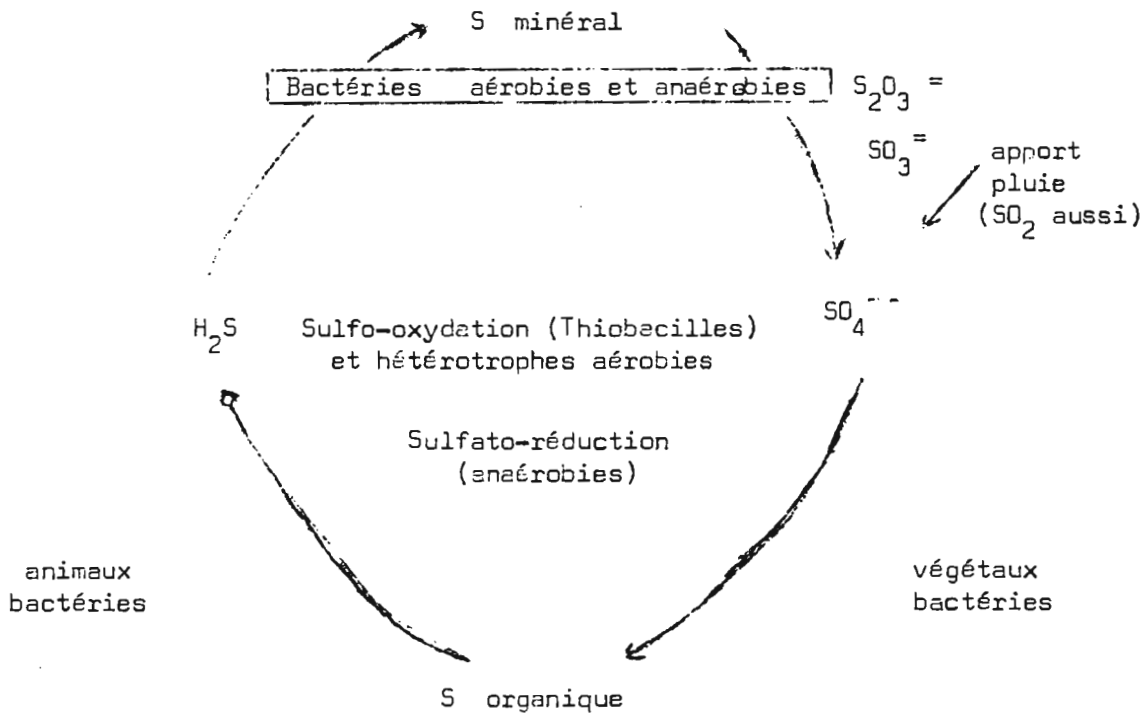 S minéral
Bactéries aérobies et anaérobies
S₂O₃ =
SO₃ =
apport
pluie
(SO₂ aussi)
H₂S
Sulfo-oxydation (Thiobacilles)
et hétérotrophes aérobies
SO₄ --
Sulfato-réduction
(anaérobies)
animaux
bactéries
végétaux
bactéries
S organique